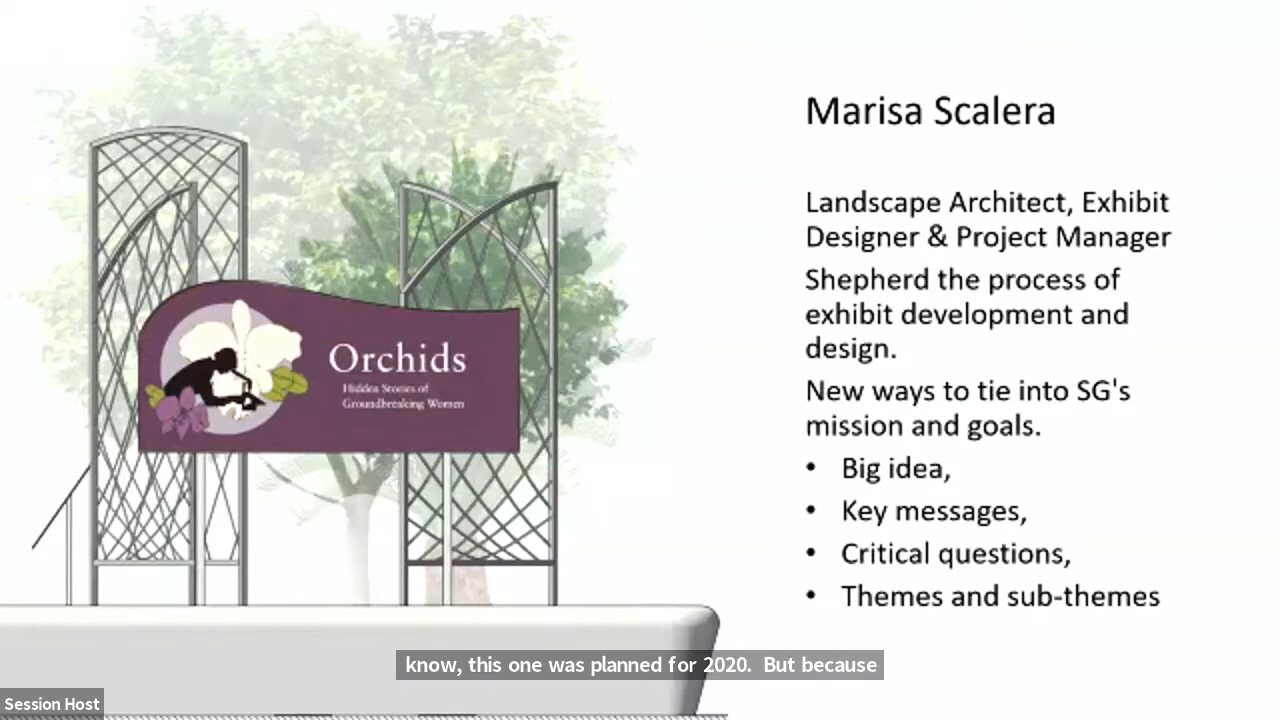 Marisa Scalera
Landscape Architect, Exhibit
Designer & Project Manager
Shepherd the process of
exhibit development and
design.
New ways to tie into SG's
mission and goals.
• Big idea,
• Key messages,
• Critical questions,
• Themes and sub-themes
Orchids
Hidden Stories of
Groundbreaking Women
know, this one was planned for 2020.  But because
Session Host